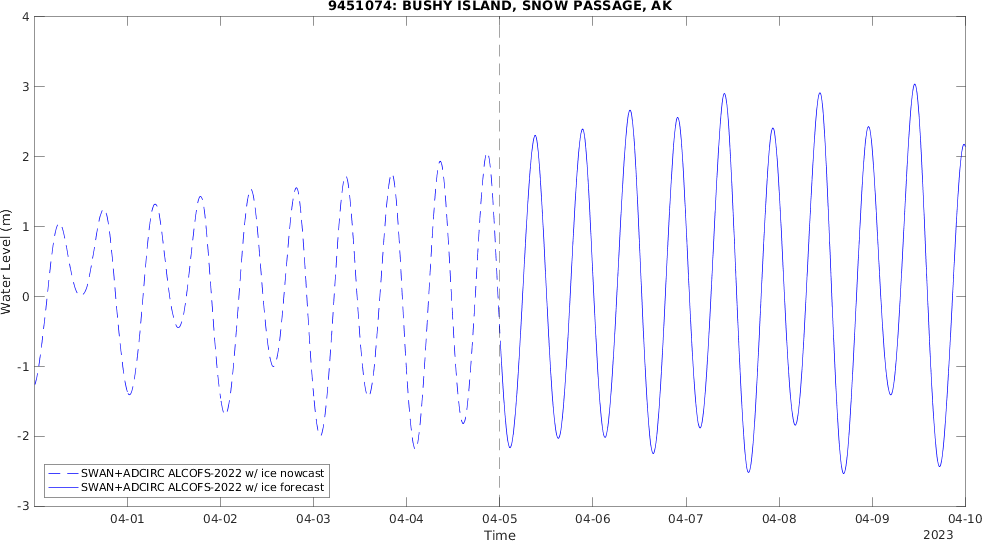 9451074: BUSHY ISLAND, SNOW PASSAGE, AK
4
3
2
1
0
-1
-2
-3
Water Level (m)
SWAN+ADCIRC ALCOFS-2022 w/ ice nowcast
SWAN+ADCIRC ALCOFS-2022 w/ ice forecast
04-01 04-02 04-03 04-04 04-05 04-06 04-07 04-08 04-09 04-10
Time
2023